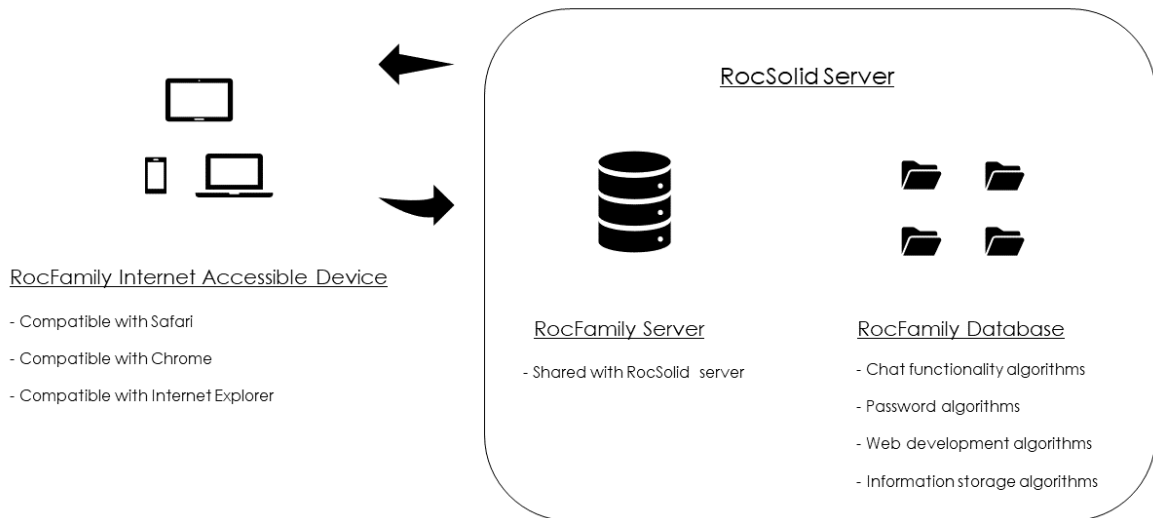 RocSolid Server
RocFamily Internet Accessible Device
- Compatible with Safari
- Compatible with Chrome
- Compatible with Internet Explorer
RocFamily Server
- Shared with RocSolid server
RocFamily Database
- Chat functionality algorithms
- Password algorithms
- Web development algorithms
- Information storage algorithms